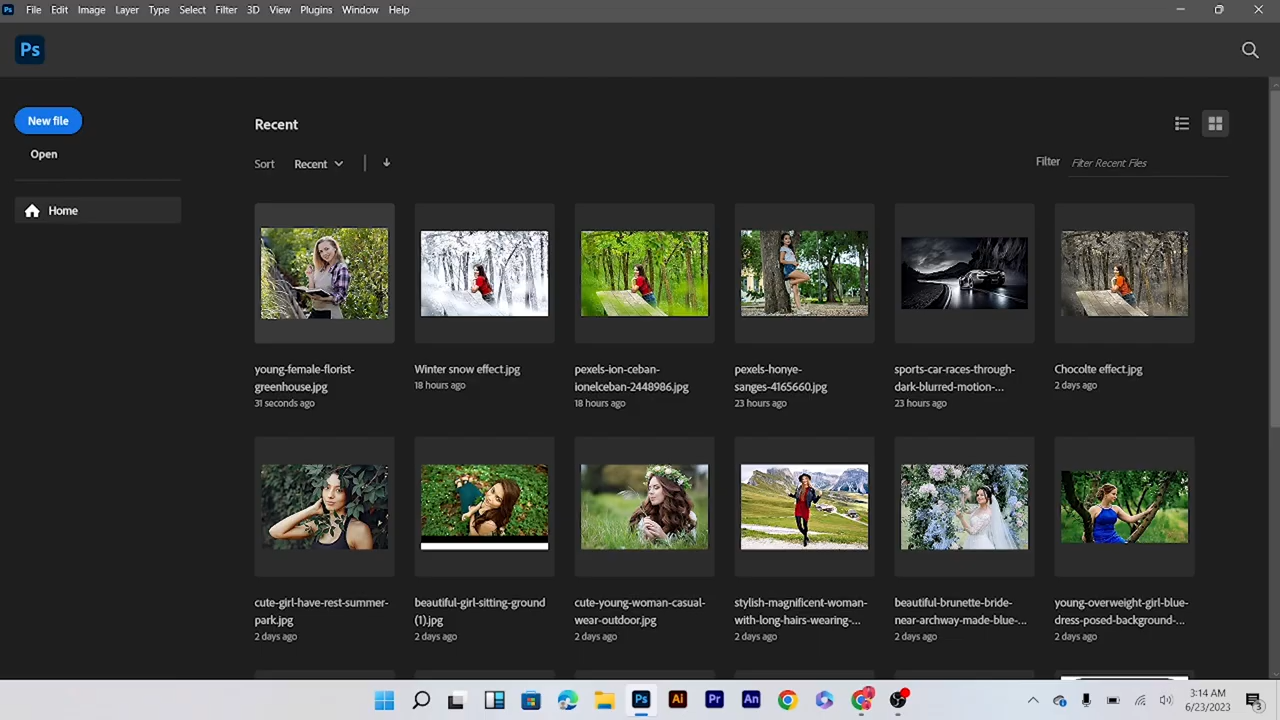 Ps File Edit Image Layer Type Select Filter 3D View Plugins Window Help
Ps
New file
Open
Home
Recent
Sort Recent
Filter Filter Recent Files
young-female-florist-
greenhouse.jpg
31 seconds ago
Winter snow effect.jpg
18 hours ago
pexels-ion-ceban-
ionelceban-2448986.jpg
18 hours ago
pexels-honye-
sanges-4165660.jpg
23 hours ago
sports-car-races-through-
dark-blurred-motion-...
23 hours ago
Chocolte effect.jpg
2 days ago
cute-girl-have-rest-summer-
park.jpg
2 days ago
beautiful-girl-sitting-ground
(1).jpg
2 days ago
cute-young-woman-casual-
wear-outdoor.jpg
2 days ago
stylish-magnificent-woman-
with-long-hairs-wearing-...
2 days ago
beautiful-brunette-bride-
near-archway-made-blue-...
2 days ago
young-overweight-girl-blue-
dress-posed-background-...
2 days ago
Ps Ai Pr An
3:14 AM
6/23/2023
3